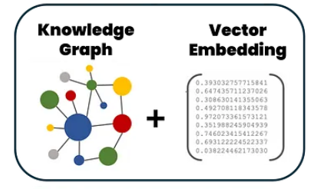 Knowledge
Graph
Vector
Embedding
+
0.393032757715841
0.647435711237026
0.308630141355063
0.492708118343578
0.972073361573121
0.351988245904939
0.746023415412267
0.693122224522337
0.038224462173030